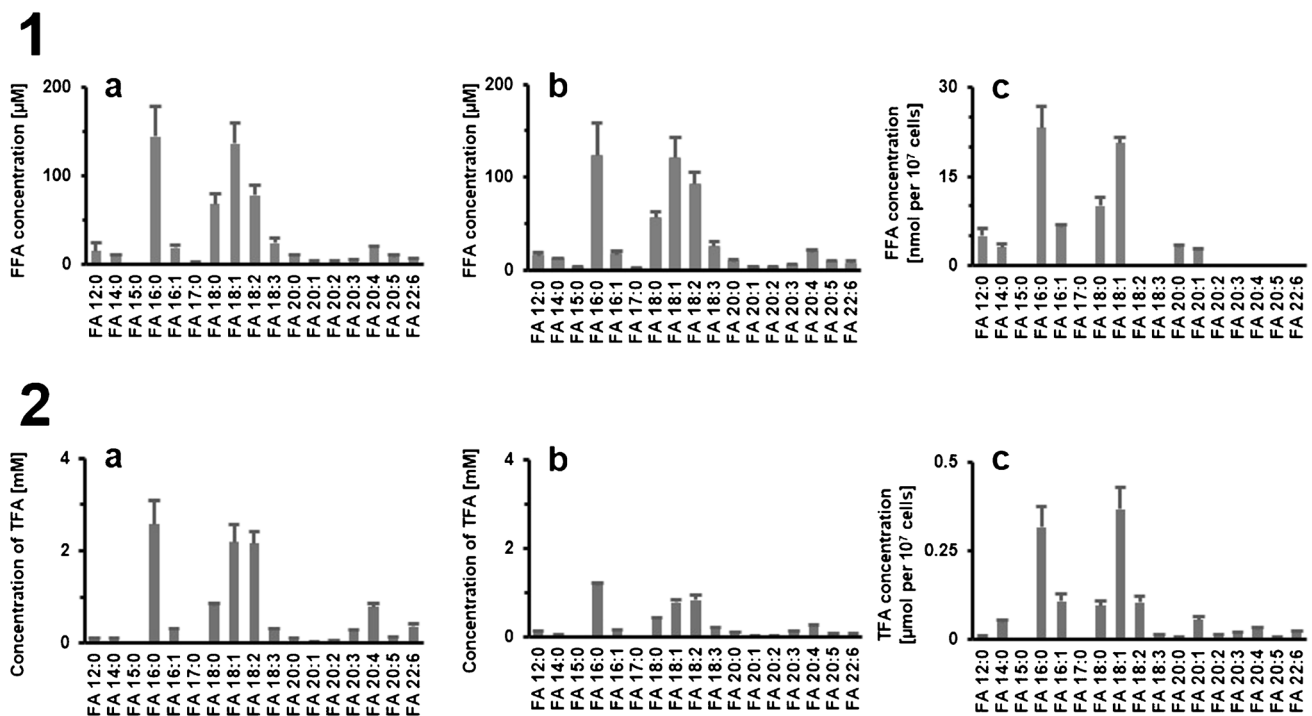 1
a
FFA concentration [µM]
200
100
0
FA 12:0
FA 14:0
FA 15:0
FA 16:0
FA 16:1
FA 17:0
FA 18:0
FA 18:1
FA 18:2
FA 18:3
FA 20:0
FA 20:1
FA 20:2
FA 20:3
FA 20:4
FA 20:5
FA 22:6
b
FFA concentration [µM]
200
100
0
FA 12:0
FA 14:0
FA 15:0
FA 16:0
FA 16:1
FA 17:0
FA 18:0
FA 18:1
FA 18:2
FA 18:3
FA 20:0
FA 20:1
FA 20:2
FA 20:3
FA 20:4
FA 20:5
FA 22:6
c
FFA concentration
[nmol per 10⁷ cells]
30
15
0
FA 12:0
FA 14:0
FA 15:0
FA 16:0
FA 16:1
FA 17:0
FA 18:0
FA 18:1
FA 18:2
FA 18:3
FA 20:0
FA 20:1
FA 20:2
FA 20:3
FA 20:4
FA 20:5
FA 22:6
2
a
Concentration of TFA [mM]
4
2
0
FA 12:0
FA 14:0
FA 15:0
FA 16:0
FA 16:1
FA 17:0
FA 18:0
FA 18:1
FA 18:2
FA 18:3
FA 20:0
FA 20:1
FA 20:2
FA 20:3
FA 20:4
FA 20:5
FA 22:6
b
Concentration of TFA [mM]
4
2
0
FA 12:0
FA 14:0
FA 15:0
FA 16:0
FA 16:1
FA 17:0
FA 18:0
FA 18:1
FA 18:2
FA 18:3
FA 20:0
FA 20:1
FA 20:2
FA 20:3
FA 20:4
FA 20:5
FA 22:6
c
TFA concentration
[µmol per 10⁷ cells]
0.5
0.25
0
FA 12:0
FA 14:0
FA 15:0
FA 16:0
FA 16:1
FA 17:0
FA 18:0
FA 18:1
FA 18:2
FA 18:3
FA 20:0
FA 20:1
FA 20:2
FA 20:3
FA 20:4
FA 20:5
FA 22:6